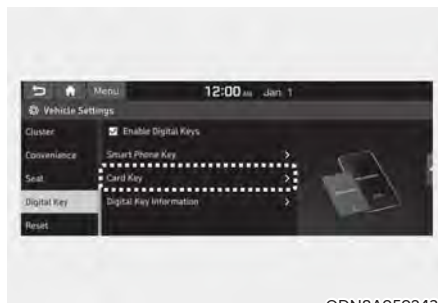 Menu 12:00 AM Jan. 1
Vehicle Settings
Cluster
Enable Digital Keys
Convenience
Smart Phone Key
Seat
Card Key
Digital Key
Digital Key Information
Reset